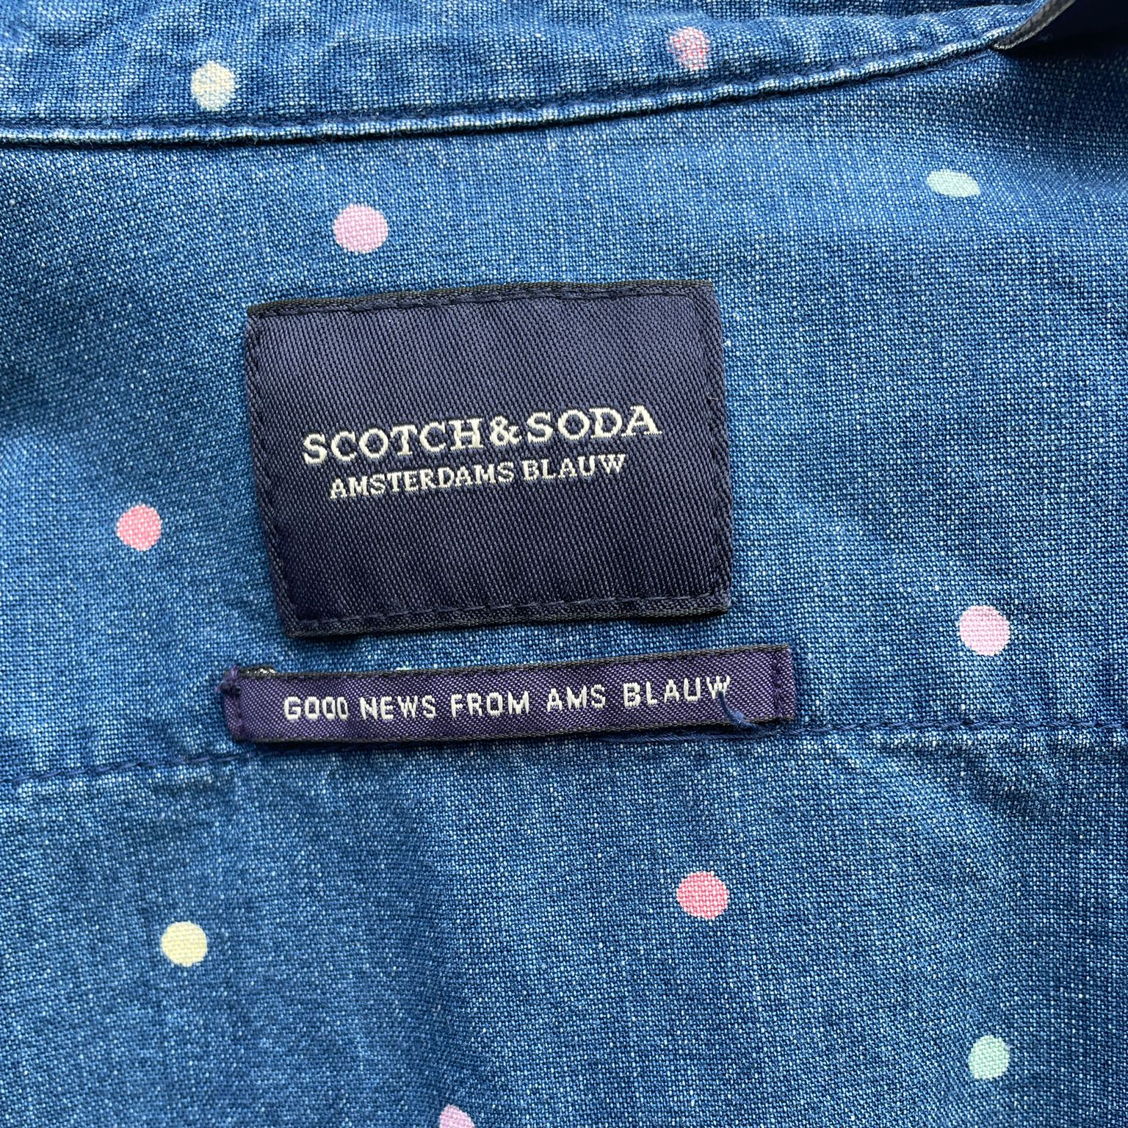 SCOTCH & SODA
AMSTERDAMS BLAUW
GOOD NEWS FROM AMS BLAUW